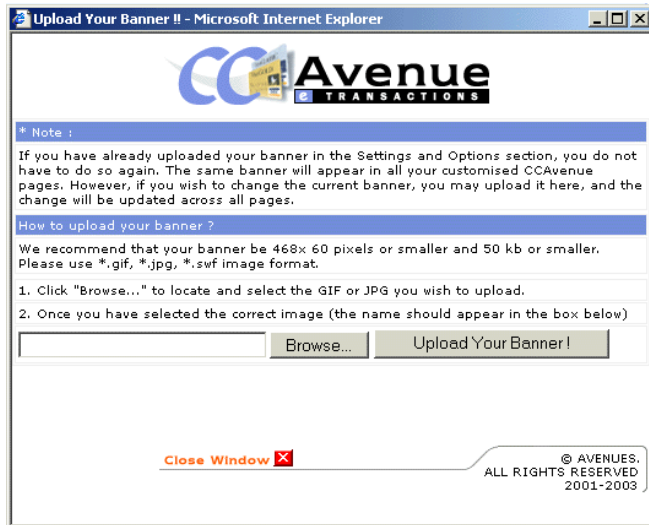 Upload Your Banner !! - Microsoft Internet Explorer
CCAvenue
e TRANSACTIONS
* Note :
If you have already uploaded your banner in the Settings and Options section, you do not
have to do so again. The same banner will appear in all your customised CCAvenue
pages. However, if you wish to change the current banner, you may upload it here, and the
change will be updated across all pages.
How to upload your banner ?
We recommend that your banner be 468x 60 pixels or smaller and 50 kb or smaller.
Please use *.gif, *.jpg, *.swf image format.
1. Click "Browse..." to locate and select the GIF or JPG you wish to upload.
2. Once you have selected the correct image (the name should appear in the box below)
Browse... Upload Your Banner !
Close Window
© AVENUES.
ALL RIGHTS RESERVED
2001-2003